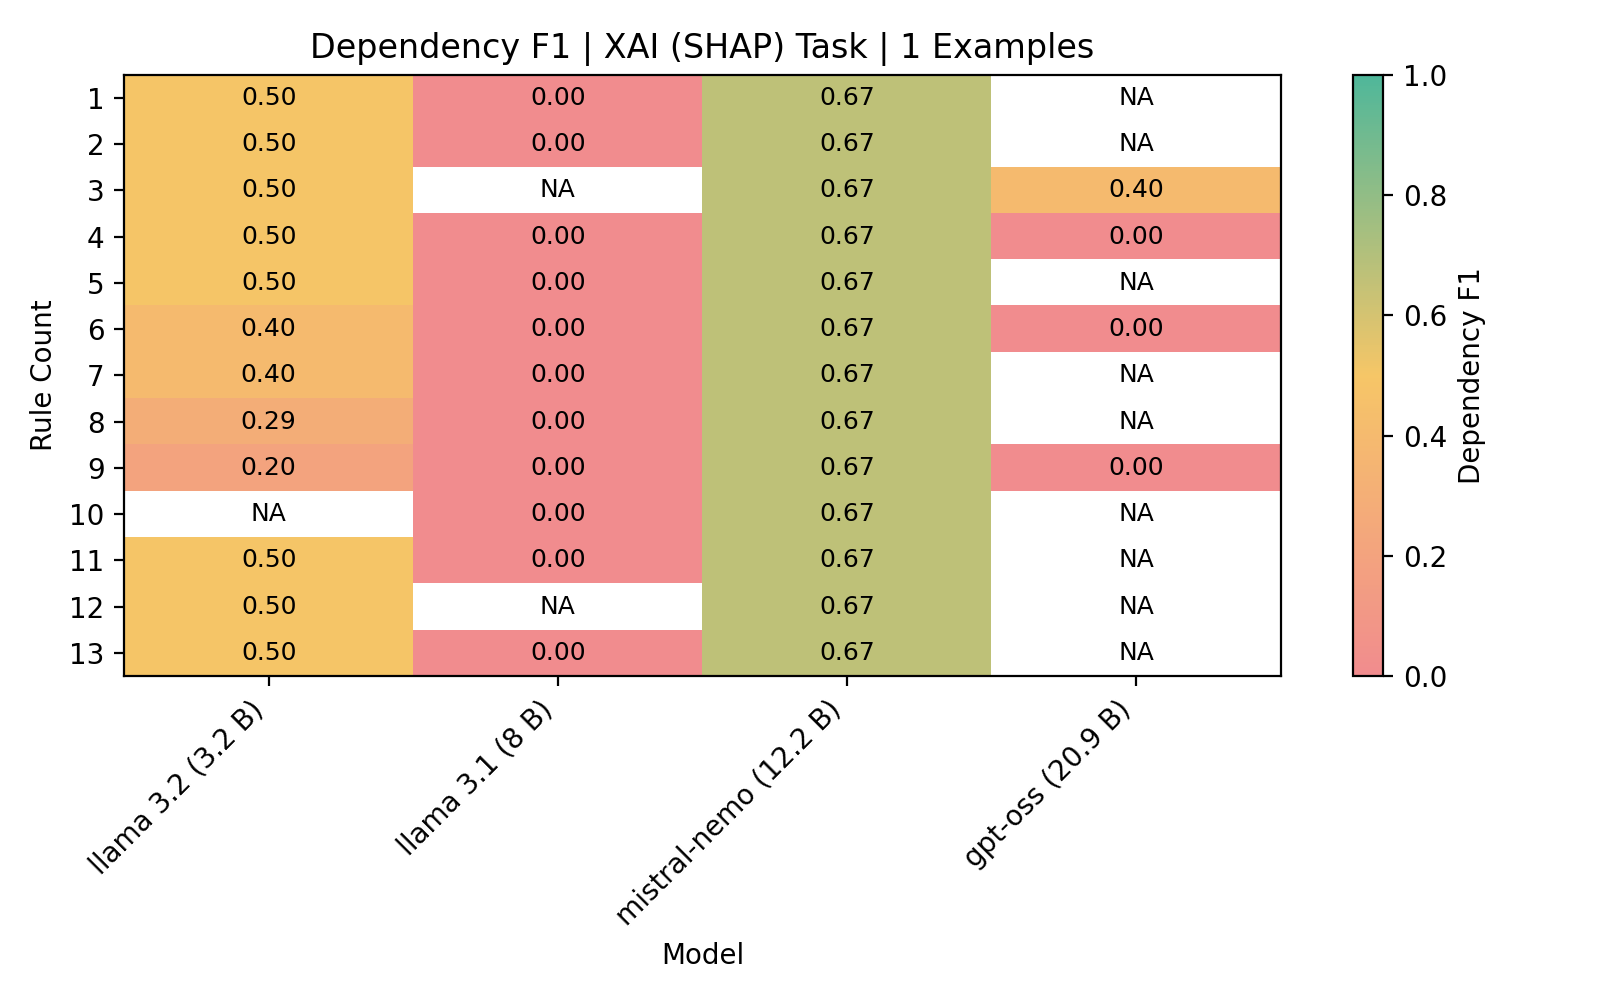 Dependency F1 | XAI (SHAP) Task | 1 Examples
1 0.50 0.00 0.67 NA
2 0.50 0.00 0.67 NA
3 0.50 NA 0.67 0.40
4 0.50 0.00 0.67 0.00
5 0.50 0.00 0.67 NA
6 0.40 0.00 0.67 0.00
7 0.40 0.00 0.67 NA
8 0.29 0.00 0.67 NA
9 0.20 0.00 0.67 0.00
10 NA 0.00 0.67 NA
11 0.50 0.00 0.67 NA
12 0.50 NA 0.67 NA
13 0.50 0.00 0.67 NA
Rule Count
llama 3.2 (3.2 B)
llama 3.1 (8 B)
mistral-nemo (12.2 B)
gpt-oss (20.9 B)
Model
1.0
0.8
0.6
0.4
0.2
0.0
Dependency F1